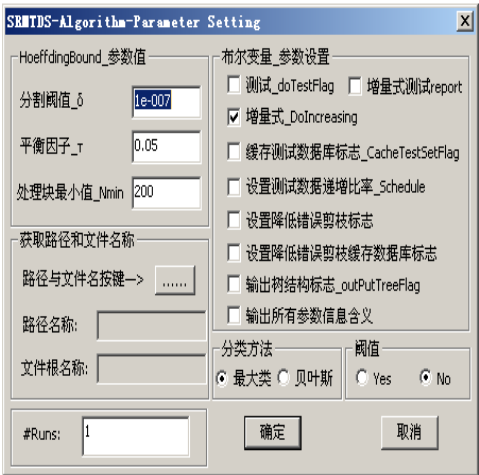 SRMTDS-Algorithm-Parameter Setting
HoeffdingBound_参数值
分割阈值_δ 1e-007
平衡因子_τ 0.05
处理块最小值_Nmin 200
获取路径和文件名称
路径与文件名按键—> ......
路径名称:
文件根名称:
#Runs: 1
布尔变量_参数设置
测试_doTestFlag 增量式测试report
增量式_DoIncreasing
缓存测试数据库标志_CacheTestSetFlag
设置测试数据递增比率_Schedule
设置降低错误剪枝标志
设置降低错误剪枝缓存数据库标志
输出树结构标志_outPutTreeFlag
输出所有参数信息含义
分类方法
最大类 贝叶斯
阈值
Yes No
确定 取消